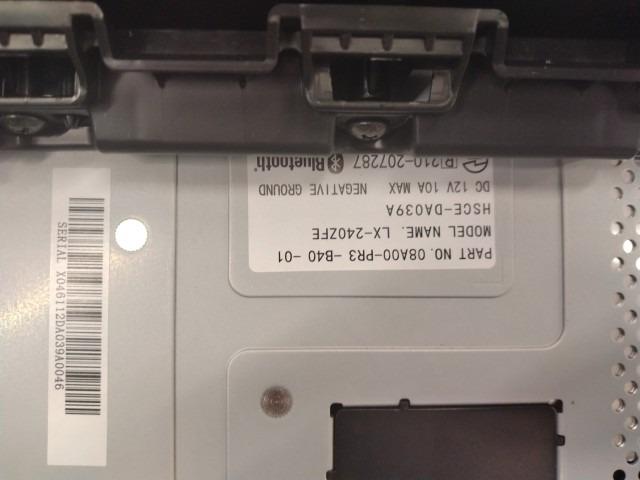 PART NO. 08A00-PR3 -B40 -01
MODEL NAME. LX-240ZFE
HSCE-DA039A
DC 12V 10A MAX NEGATIVE GROUND
R 210-207287 Bluetooth
SERIAL X046112DA039A0046